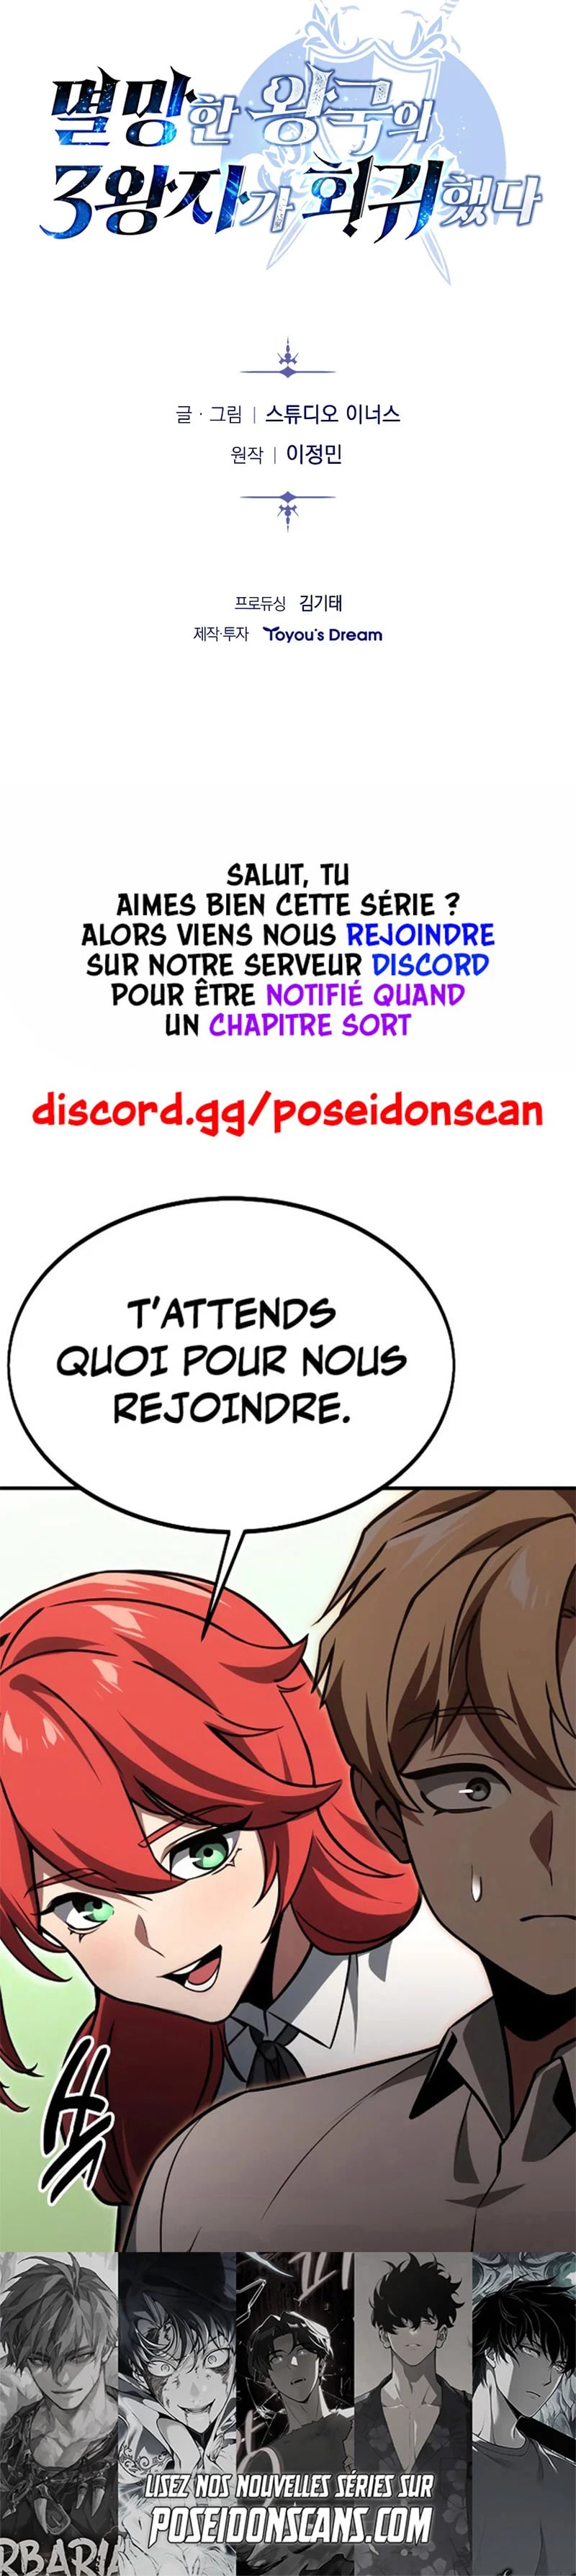 멸망한 왕국의
3왕자가 회귀했다
글 · 그림 | 스튜디오 이너스
원작 | 이정민
프로듀싱 김기태
제작·투자 Toyou's Dream
SALUT, TU
AIMES BIEN CETTE SÉRIE ?
ALORS VIENS NOUS REJOINDRE
SUR NOTRE SERVEUR DISCORD
POUR ÊTRE NOTIFIÉ QUAND
UN CHAPITRE SORT
discord.gg/poseidonscan
T'ATTENDS
QUOI POUR NOUS
REJOINDRE.
LISEZ NOS NOUVELLES SÉRIES SUR
POSEIDONSCANS.COM